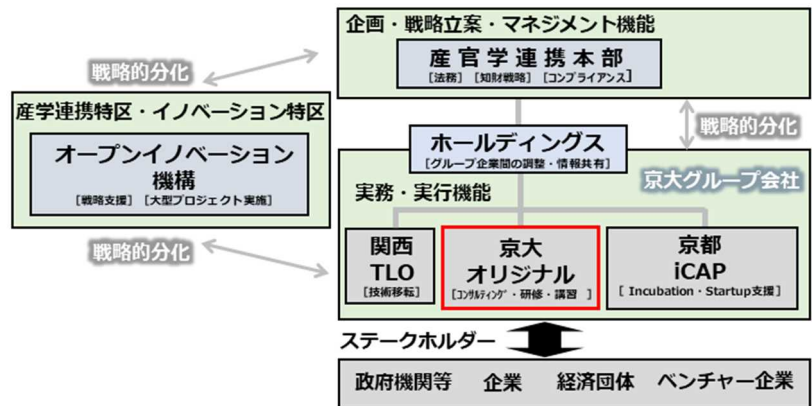 企画・戦略立案・マネジメント機能
産官学連携本部
[法務] [知財戦略] [コンプライアンス]
戦略的分化
産学連携特区・イノベーション特区
オープンイノベーション
機構
[戦略支援] [大型プロジェクト実施]
戦略的分化
ホールディングス
[グループ企業間の調整・情報共有]
戦略的分化
京大グループ会社
実務・実行機能
関西
TLO
[技術移転]
京大
オリジナル
[コンサルティング・研修・講習 ]
京都
iCAP
[ Incubation・Startup支援]
ステークホルダー
政府機関等 企業 経済団体 ベンチャー企業